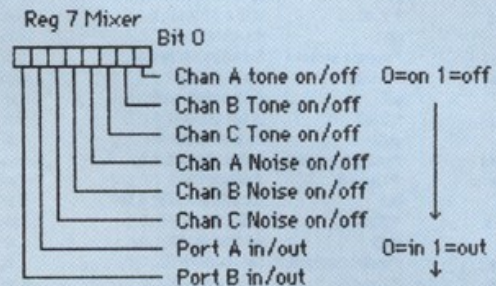 Reg 7 Mixer
Bit 0
Chan A tone on/off 0=on 1=off
Chan B Tone on/off
Chan C Tone on/off
Chan A Noise on/off
Chan B Noise on/off
Chan C Noise on/off
Port A in/out 0=in 1=out
Port B in/out